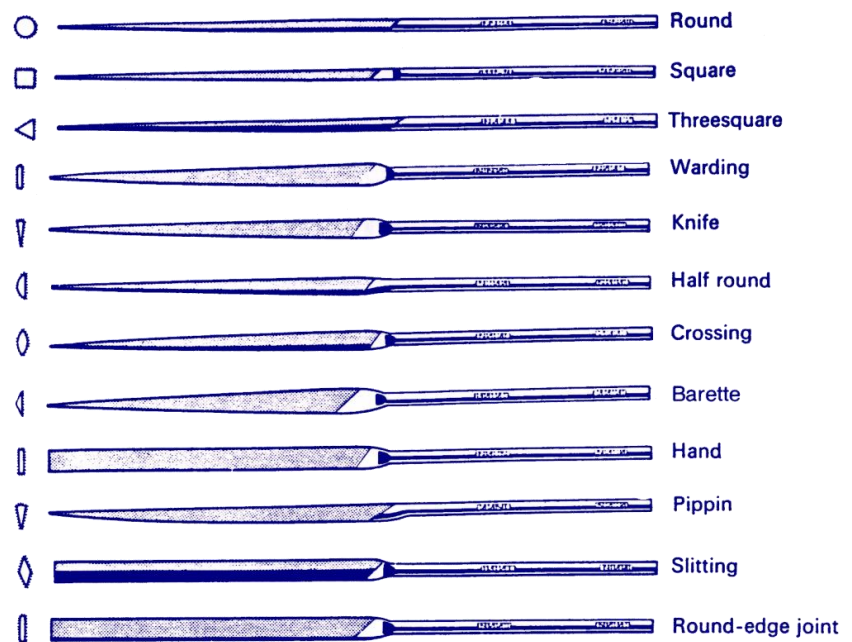 Round
Square
Threesquare
Warding
Knife
Half round
Crossing
Barette
Hand
Pippin
Slitting
Round-edge joint